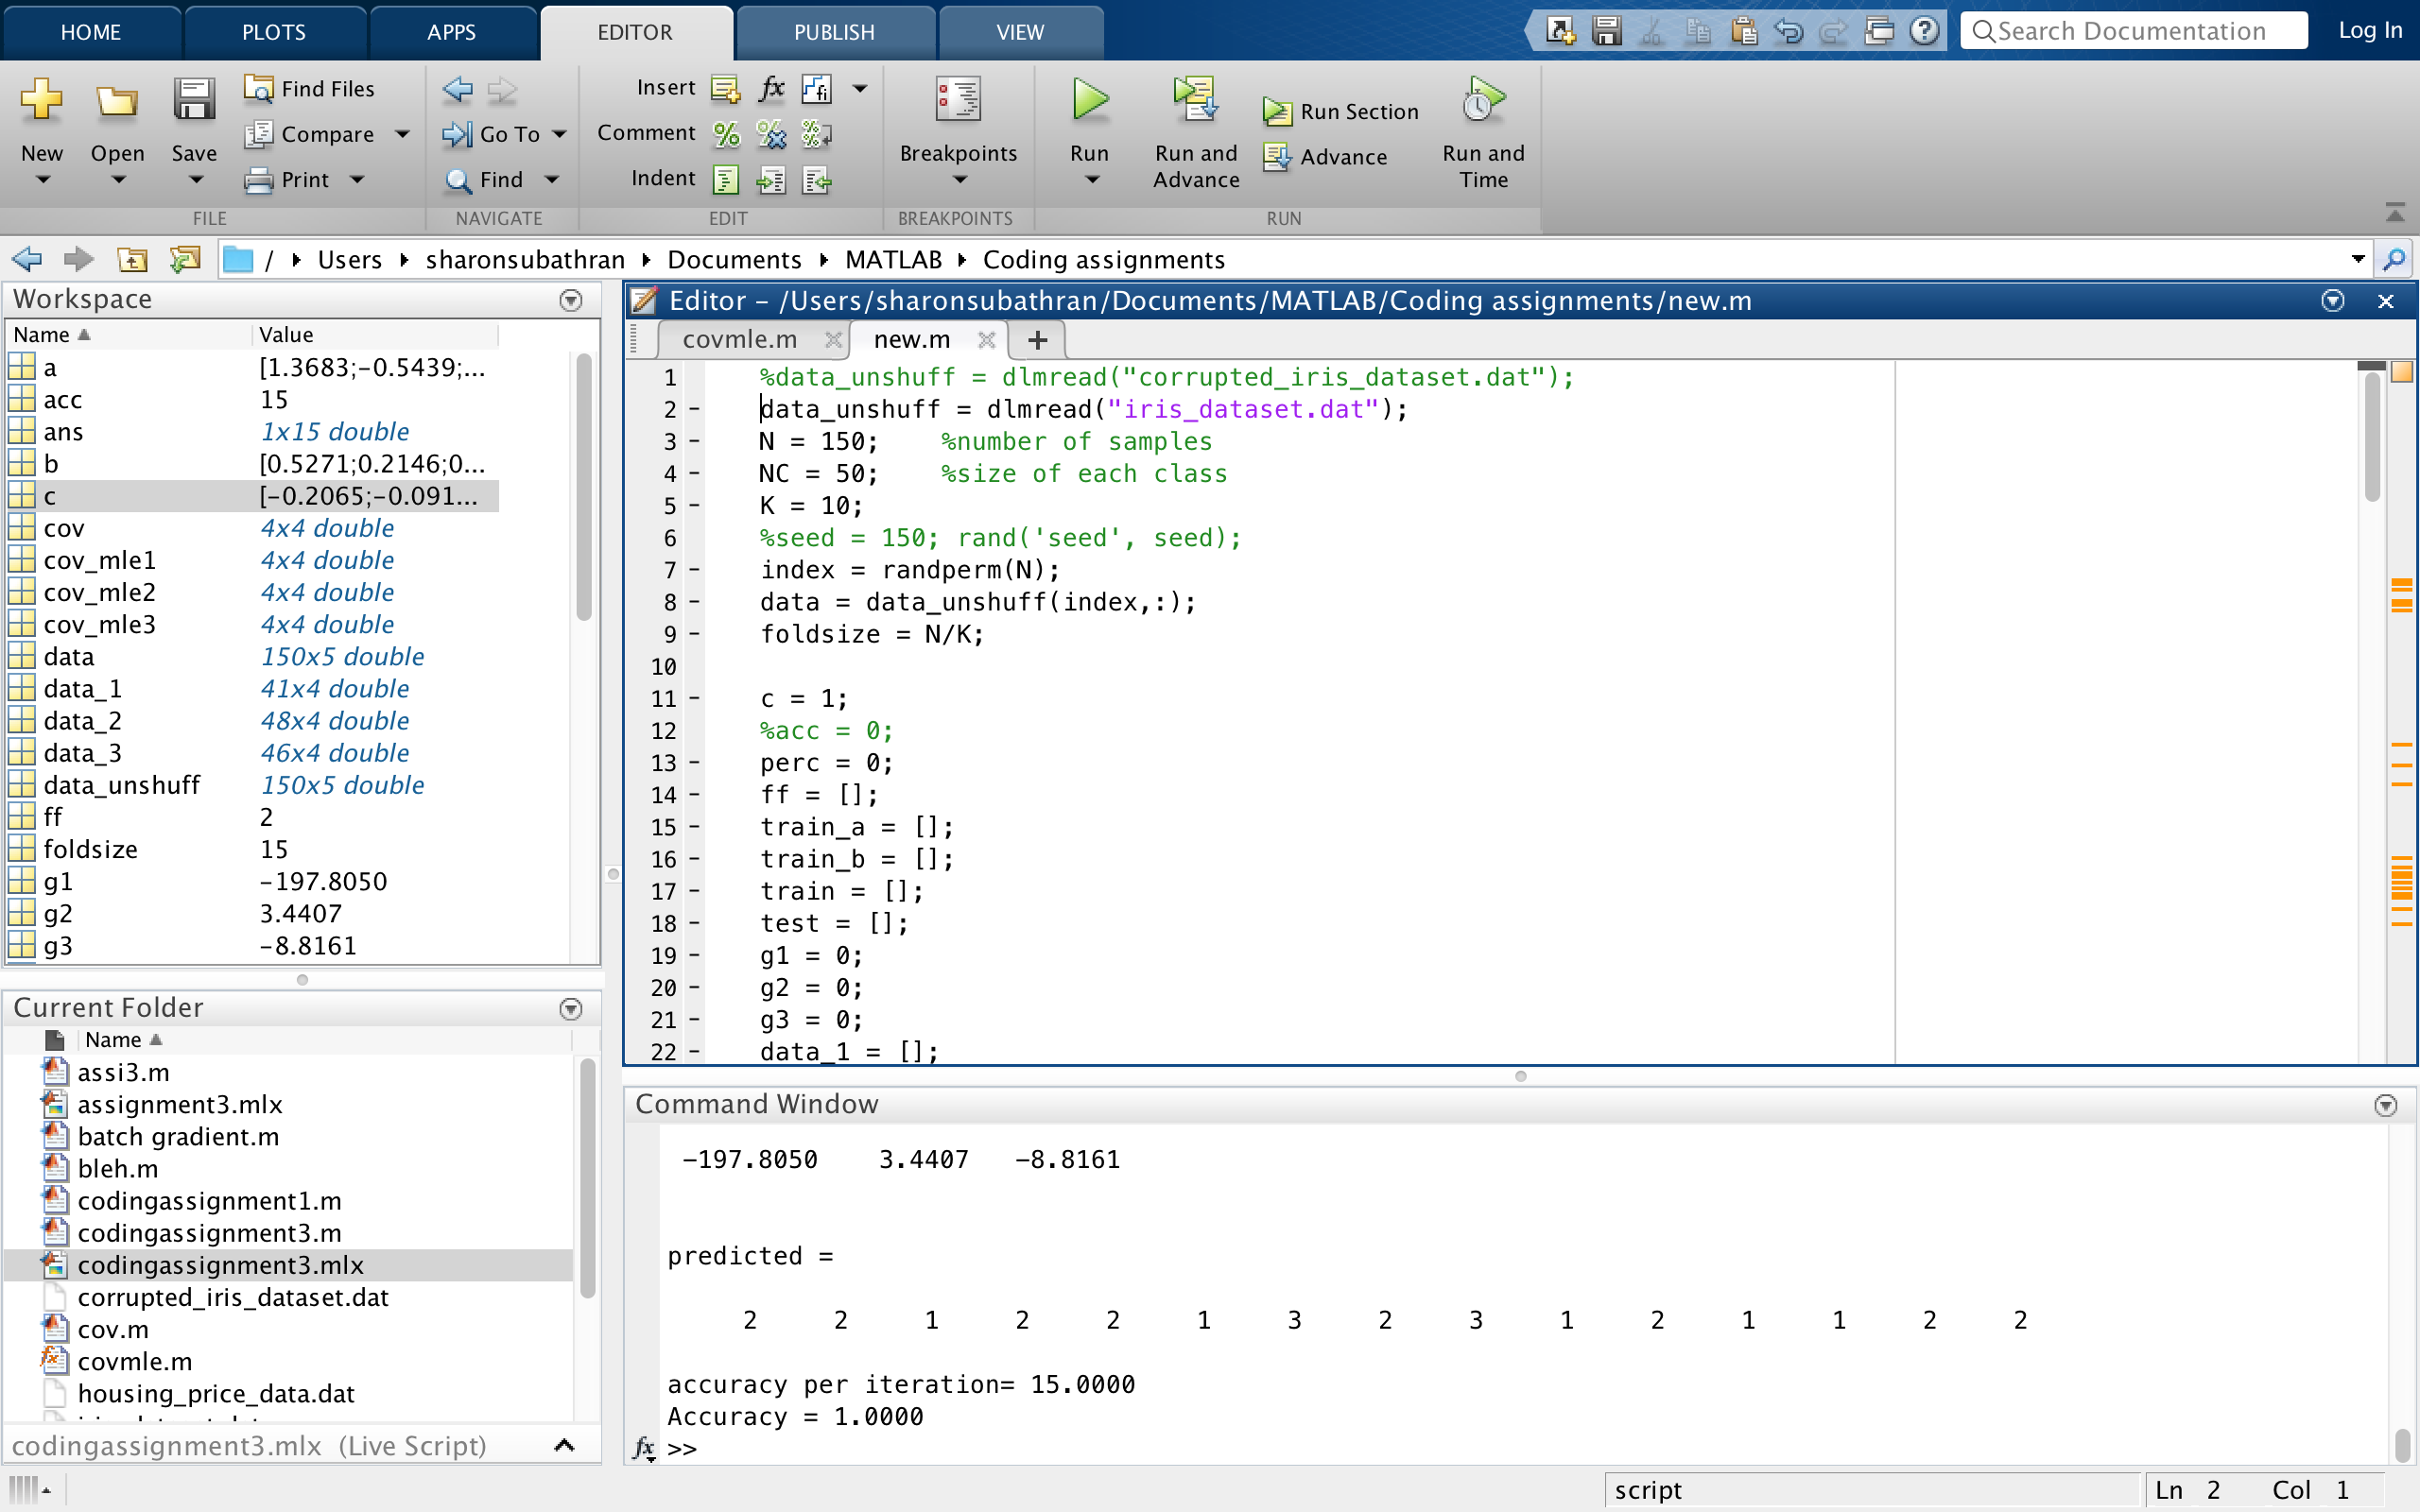 HOME PLOTS APPS EDITOR PUBLISH VIEW Search Documentation Log In
New Open Save Find Files Compare Print
FILE
Go To Find
NAVIGATE
Insert fx fi
Comment % %
Indent
EDIT
Breakpoints
BREAKPOINTS
Run Run and Advance Run Section Advance Run and Time
RUN
/ Users sharonsubathran Documents MATLAB Coding assignments
Workspace
Name Value
a [1.3683;-0.5439;...
acc 15
ans 1x15 double
b [0.5271;0.2146;0...
c [-0.2065;-0.091...
cov 4x4 double
cov_mle1 4x4 double
cov_mle2 4x4 double
cov_mle3 4x4 double
data 150x5 double
data_1 41x4 double
data_2 48x4 double
data_3 46x4 double
data_unshuff 150x5 double
ff 2
foldsize 15
g1 -197.8050
g2 3.4407
g3 -8.8161
Current Folder
Name
assi3.m
assignment3.mlx
batch gradient.m
bleh.m
codingassignment1.m
codingassignment3.m
codingassignment3.mlx
corrupted_iris_dataset.dat
cov.m
covmle.m
housing_price_data.dat
codingassignment3.mlx (Live Script)
Editor - /Users/sharonsubathran/Documents/MATLAB/Coding assignments/new.m
covmle.m new.m +
1 %data_unshuff = dlmread("corrupted_iris_dataset.dat");
2 - data_unshuff = dlmread("iris_dataset.dat");
3 - N = 150; %number of samples
4 - NC = 50; %size of each class
5 - K = 10;
6 %seed = 150; rand('seed', seed);
7 - index = randperm(N);
8 - data = data_unshuff(index,:);
9 - foldsize = N/K;
10
11 - c = 1;
12 %acc = 0;
13 - perc = 0;
14 - ff = [];
15 - train_a = [];
16 - train_b = [];
17 - train = [];
18 - test = [];
19 - g1 = 0;
20 - g2 = 0;
21 - g3 = 0;
22 - data_1 = [];
Command Window
-197.8050 3.4407 -8.8161
predicted =
2 2 1 2 2 1 3 2 3 1 2 1 1 2 2
accuracy per iteration= 15.0000
Accuracy = 1.0000
fx >>
script Ln 2 Col 1